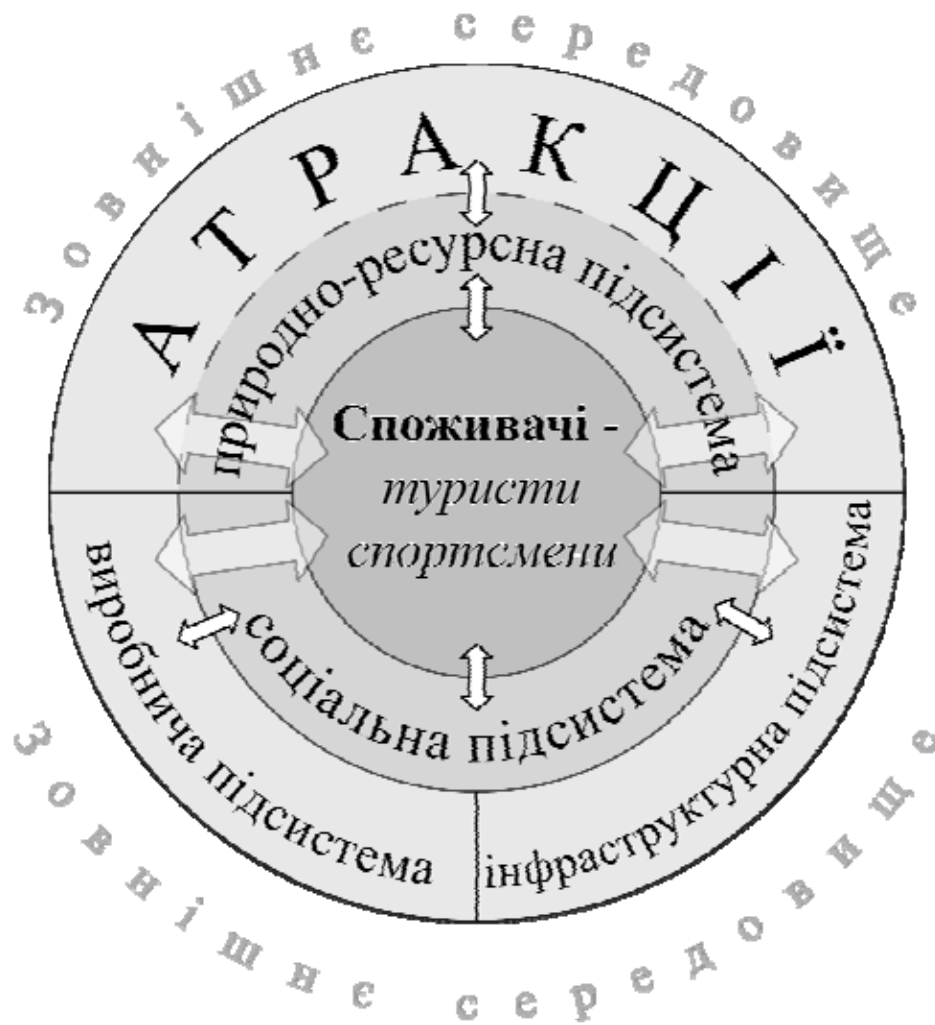 Зовнішнє середовище
АТРАКЦІЇ
природно-ресурсна підсистема
Споживачі -
туристи
спортсмени
соціальна підсистема
виробнича підсистема
інфраструктурна підсистема
Зовнішнє середовище